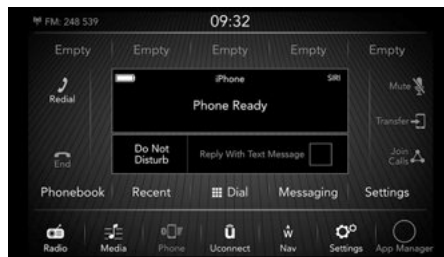 FM: 248 539
09:32
Empty Empty Empty Empty Empty
iPhone SIRI
Redial
Phone Ready
Mute
Transfer
Do Not
Disturb
Reply With Text Message
End
Join
Calls
Phonebook Recent Dial Messaging Settings
Radio Media Phone Uconnect Nav Settings App Manager